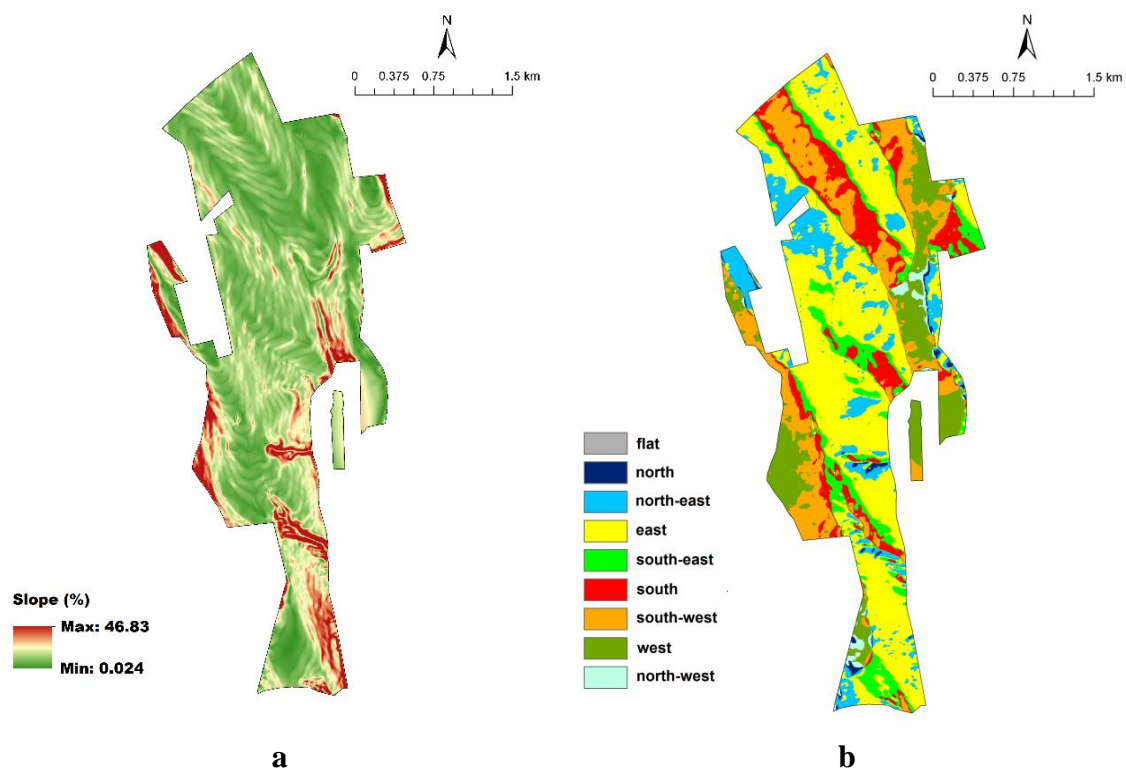 N
0 0.375 0.75 1.5 km
Slope (%)
Max: 46.83
Min: 0.024
a
N
0 0.375 0.75 1.5 km
flat
north
north-east
east
south-east
south
south-west
west
north-west
b